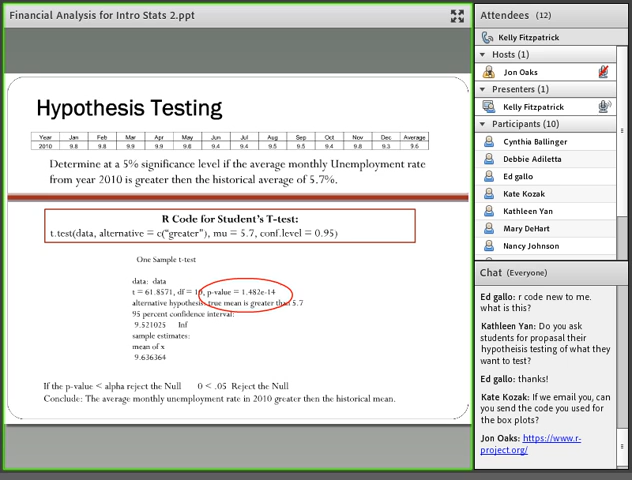 Financial Analysis for Intro Stats 2.ppt
Hypothesis Testing
Year Jan Feb Mar Apr May Jun Jul Aug Sep Oct Nov Dec Average
2010 9.8 9.8 9.9 9.9 9.6 9.4 9.4 9.5 9.5 9.4 9.8 9.3 9.6
Determine at a 5% significance level if the average monthly Unemployment rate
from year 2010 is greater then the historical average of 5.7%.
R Code for Student's T-test:
t.test(data, alternative = c("greater"), mu = 5.7, conf.level = 0.95)
One Sample t-test
data: data
t = 61.8571, df = 10, p-value = 1.482e-14
alternative hypothesis: true mean is greater than 5.7
95 percent confidence interval:
9.521025 Inf
sample estimates:
mean of x
9.636364
If the p-value < alpha reject the Null 0 < .05 Reject the Null
Conclude: The average monthly unemployment rate in 2010 greater then the historical mean.
Attendees (12)
Kelly Fitzpatrick
Hosts (1)
Jon Oaks
Presenters (1)
Kelly Fitzpatrick
Participants (10)
Cynthia Ballinger
Debbie Adiletta
Ed gallo
Kate Kozak
Kathleen Yan
Mary DeHart
Nancy Johnson
Chat (Everyone)
Ed gallo: r code new to me.
what is this?
Kathleen Yan: Do you ask
students for propasal their
hypotheisis testing of what they
want to test?
Ed gallo: thanks!
Kate Kozak: If we email you, can
you send the code you used for
the box plots?
Jon Oaks: https://www.r-
project.org/